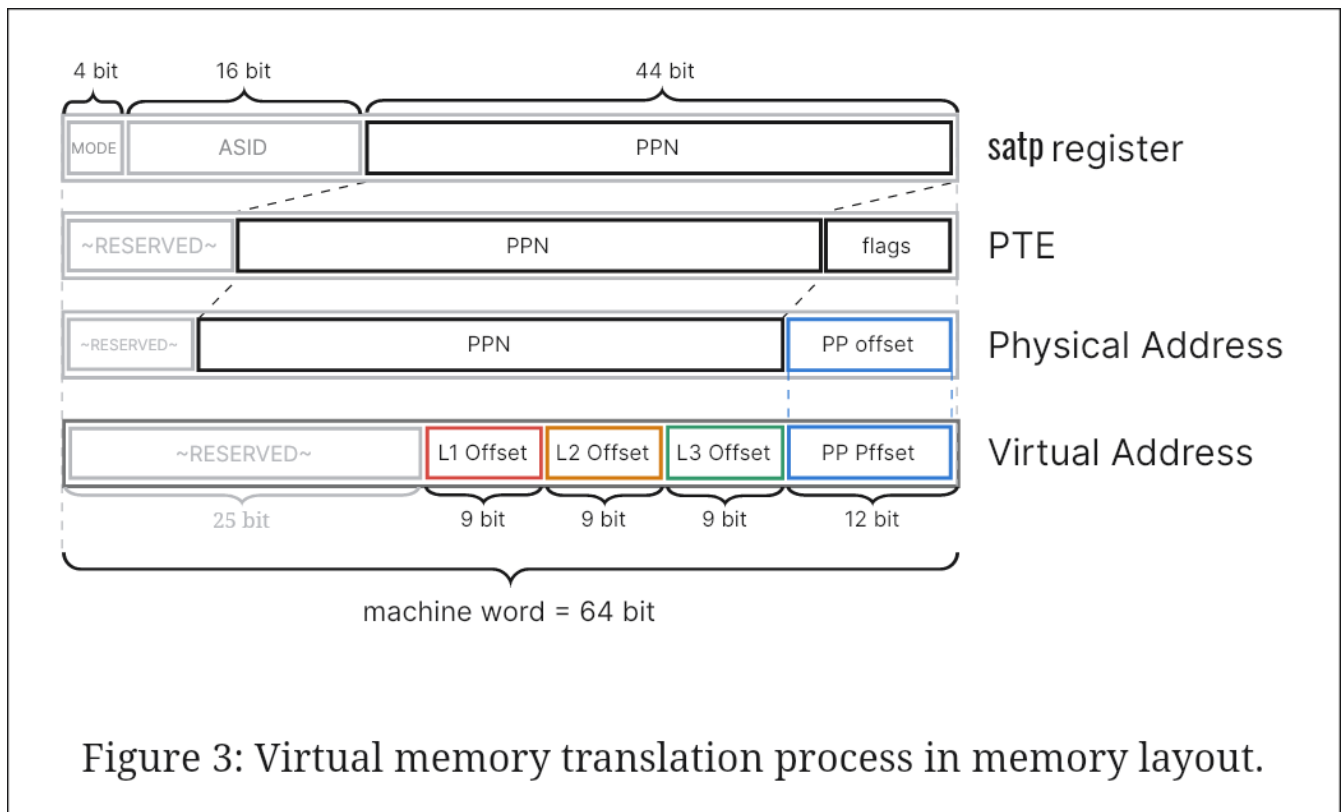 4 bit 16 bit 44 bit
MODE ASID PPN satp register
~RESERVED~ PPN flags PTE
~RESERVED~ PPN PP offset Physical Address
~RESERVED~ L1 Offset L2 Offset L3 Offset PP Pffset Virtual Address
25 bit 9 bit 9 bit 9 bit 12 bit
machine word = 64 bit
Figure 3: Virtual memory translation process in memory layout.